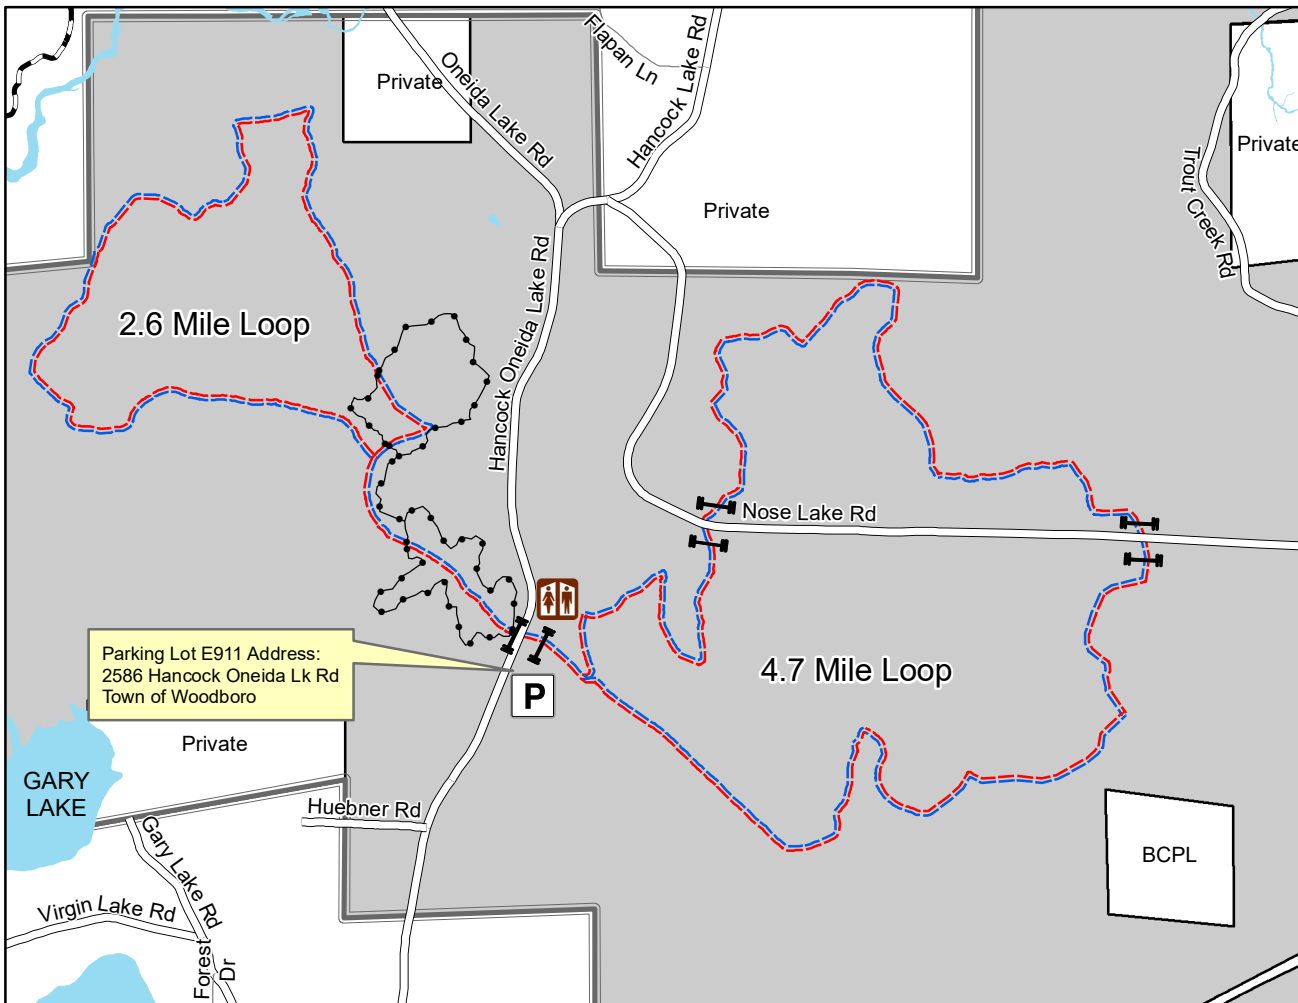 Flapan Ln
Hancock Lake Rd
Oneida Lake Rd
Private
Private
Trout Creek Rd
Private
Hancock Oneida Lake Rd
2.6 Mile Loop
Nose Lake Rd
Parking Lot E911 Address:
2586 Hancock Oneida Lk Rd
Town of Woodboro
4.7 Mile Loop
P
Private
GARY
LAKE
Huebner Rd
Gary Lake Rd
BCPL
Virgin Lake Rd
Forest
Dr